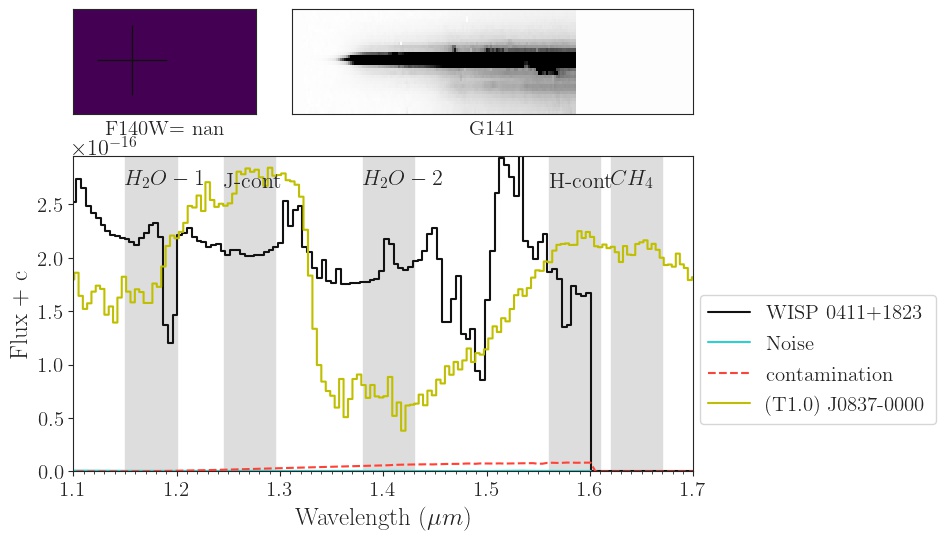 F140W= nan
G141
×10⁻¹⁶
H₂O − 1
J-cont
H₂O − 2
H-cont
CH₄
2.5
2.0
1.5
1.0
0.5
0.0
Flux + c
1.1
1.2
1.3
1.4
1.5
1.6
1.7
Wavelength (μm)
WISP 0411+1823
Noise
contamination
(T1.0) J0837-0000